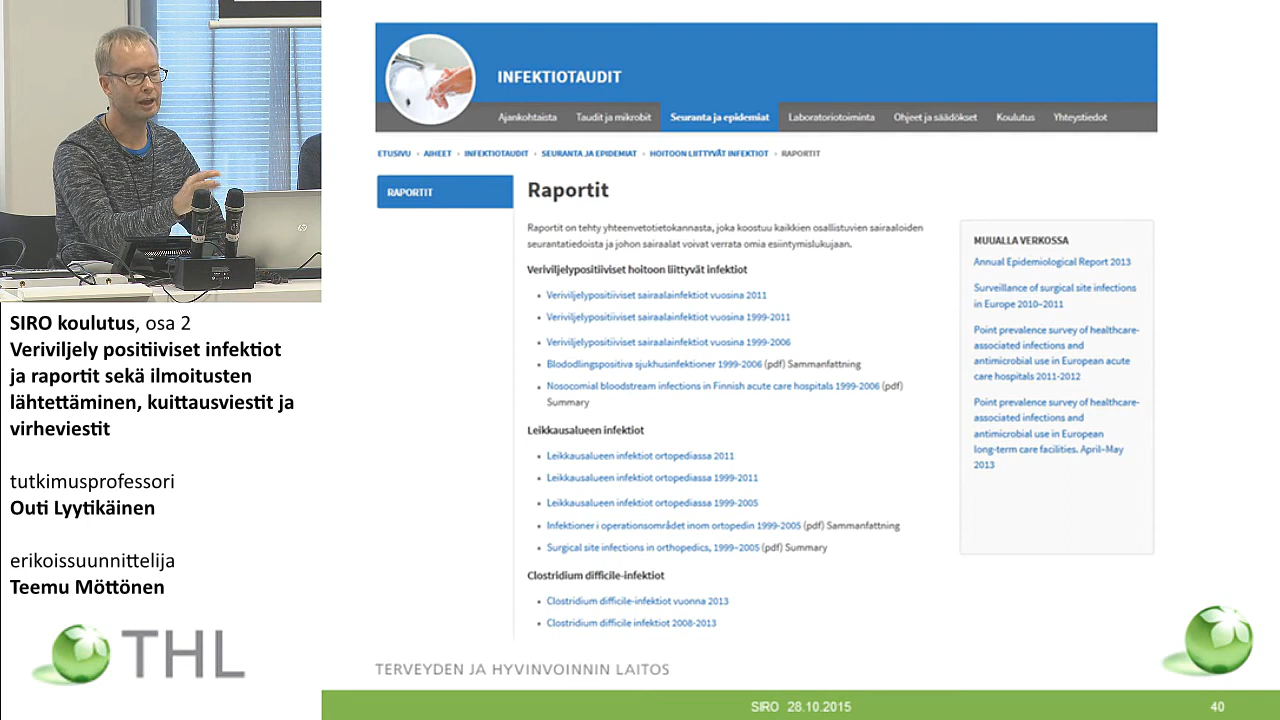 SIRO koulutus, osa 2
Veriviljely positiiviset infektiot
ja raportit sekä ilmoitusten
lähtettäminen, kuittausviestit ja
virheviestit
tutkimusprofessori
Outi Lyytikäinen
erikoissuunnittelija
Teemu Möttönen
THL
INFEKTIOTAUDIT
Ajankohtaista Taudit ja mikrobit Seuranta ja epidemiat Laboratoriotoiminta Ohjeet ja säädökset Koulutus Yhteystiedot
ETUSIVU › AIHEET › INFEKTIOTAUDIT › SEURANTA JA EPIDEMIAT › HOITOON LIITTYVÄT INFEKTIOT › RAPORTIT
RAPORTIT
Raportit
Raportit on tehty yhteenvetotietokannasta, joka koostuu kaikkien osallistuvien sairaaloiden
seurantatiedoista ja johon sairaalat voivat verrata omia esiintymislukujaan.
Veriviljelypositiiviset hoitoon liittyvät infektiot
• Veriviljelypositiiviset sairaalainfektiot vuosina 2011
• Veriviljelypositiiviset sairaalainfektiot vuosina 1999-2011
• Veriviljelypositiiviset sairaalainfektiot vuosina 1999-2006
• Blododlingspositiva sjukhusinfektioner 1999-2006 (pdf) Sammanfattning
• Nosocomial bloodstream infections in Finnish acute care hospitals 1999-2006 (pdf)
Summary
Leikkausalueen infektiot
• Leikkausalueen infektiot ortopediassa 2011
• Leikkausalueen infektiot ortopediassa 1999-2011
• Leikkausalueen infektiot ortopediassa 1999-2005
• Infektioner i operationsområdet inom ortopedin 1999-2005 (pdf) Sammanfattning
• Surgical site infections in orthopedics, 1999–2005 (pdf) Summary
Clostridium difficile-infektiot
• Clostridium difficile-infektiot vuonna 2013
• Clostridium difficile infektiot 2008-2013
MUUALLA VERKOSSA
Annual Epidemiological Report 2013
Surveillance of surgical site infections
in Europe 2010–2011
Point prevalence survey of healthcare-
associated infections and
antimicrobial use in European acute
care hospitals 2011-2012
Point prevalence survey of healthcare-
associated infections and
antimicrobial use in European
long-term care facilities. April–May
2013
TERVEYDEN JA HYVINVOINNIN LAITOS
SIRO 28.10.2015
40